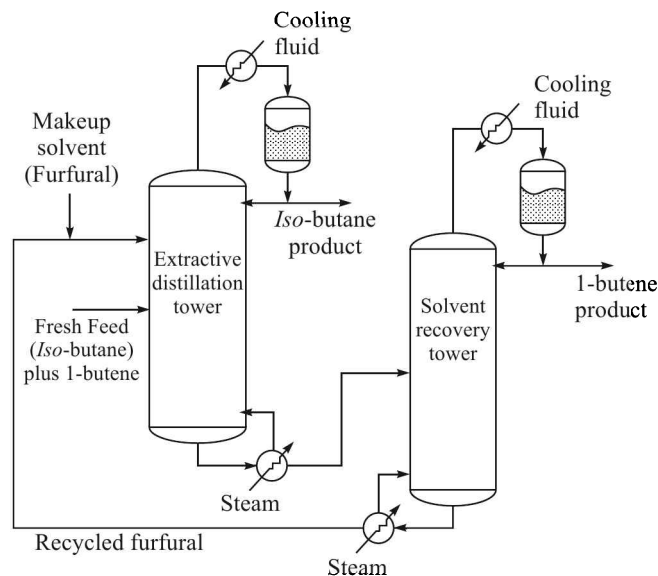 Cooling
fluid
Cooling
fluid
Makeup
solvent
(Furfural)
Iso-butane
product
Extractive
distillation
tower
1-butene
product
Solvent
recovery
tower
Fresh Feed
(Iso-butane)
plus 1-butene
Steam
Recycled furfural
Steam